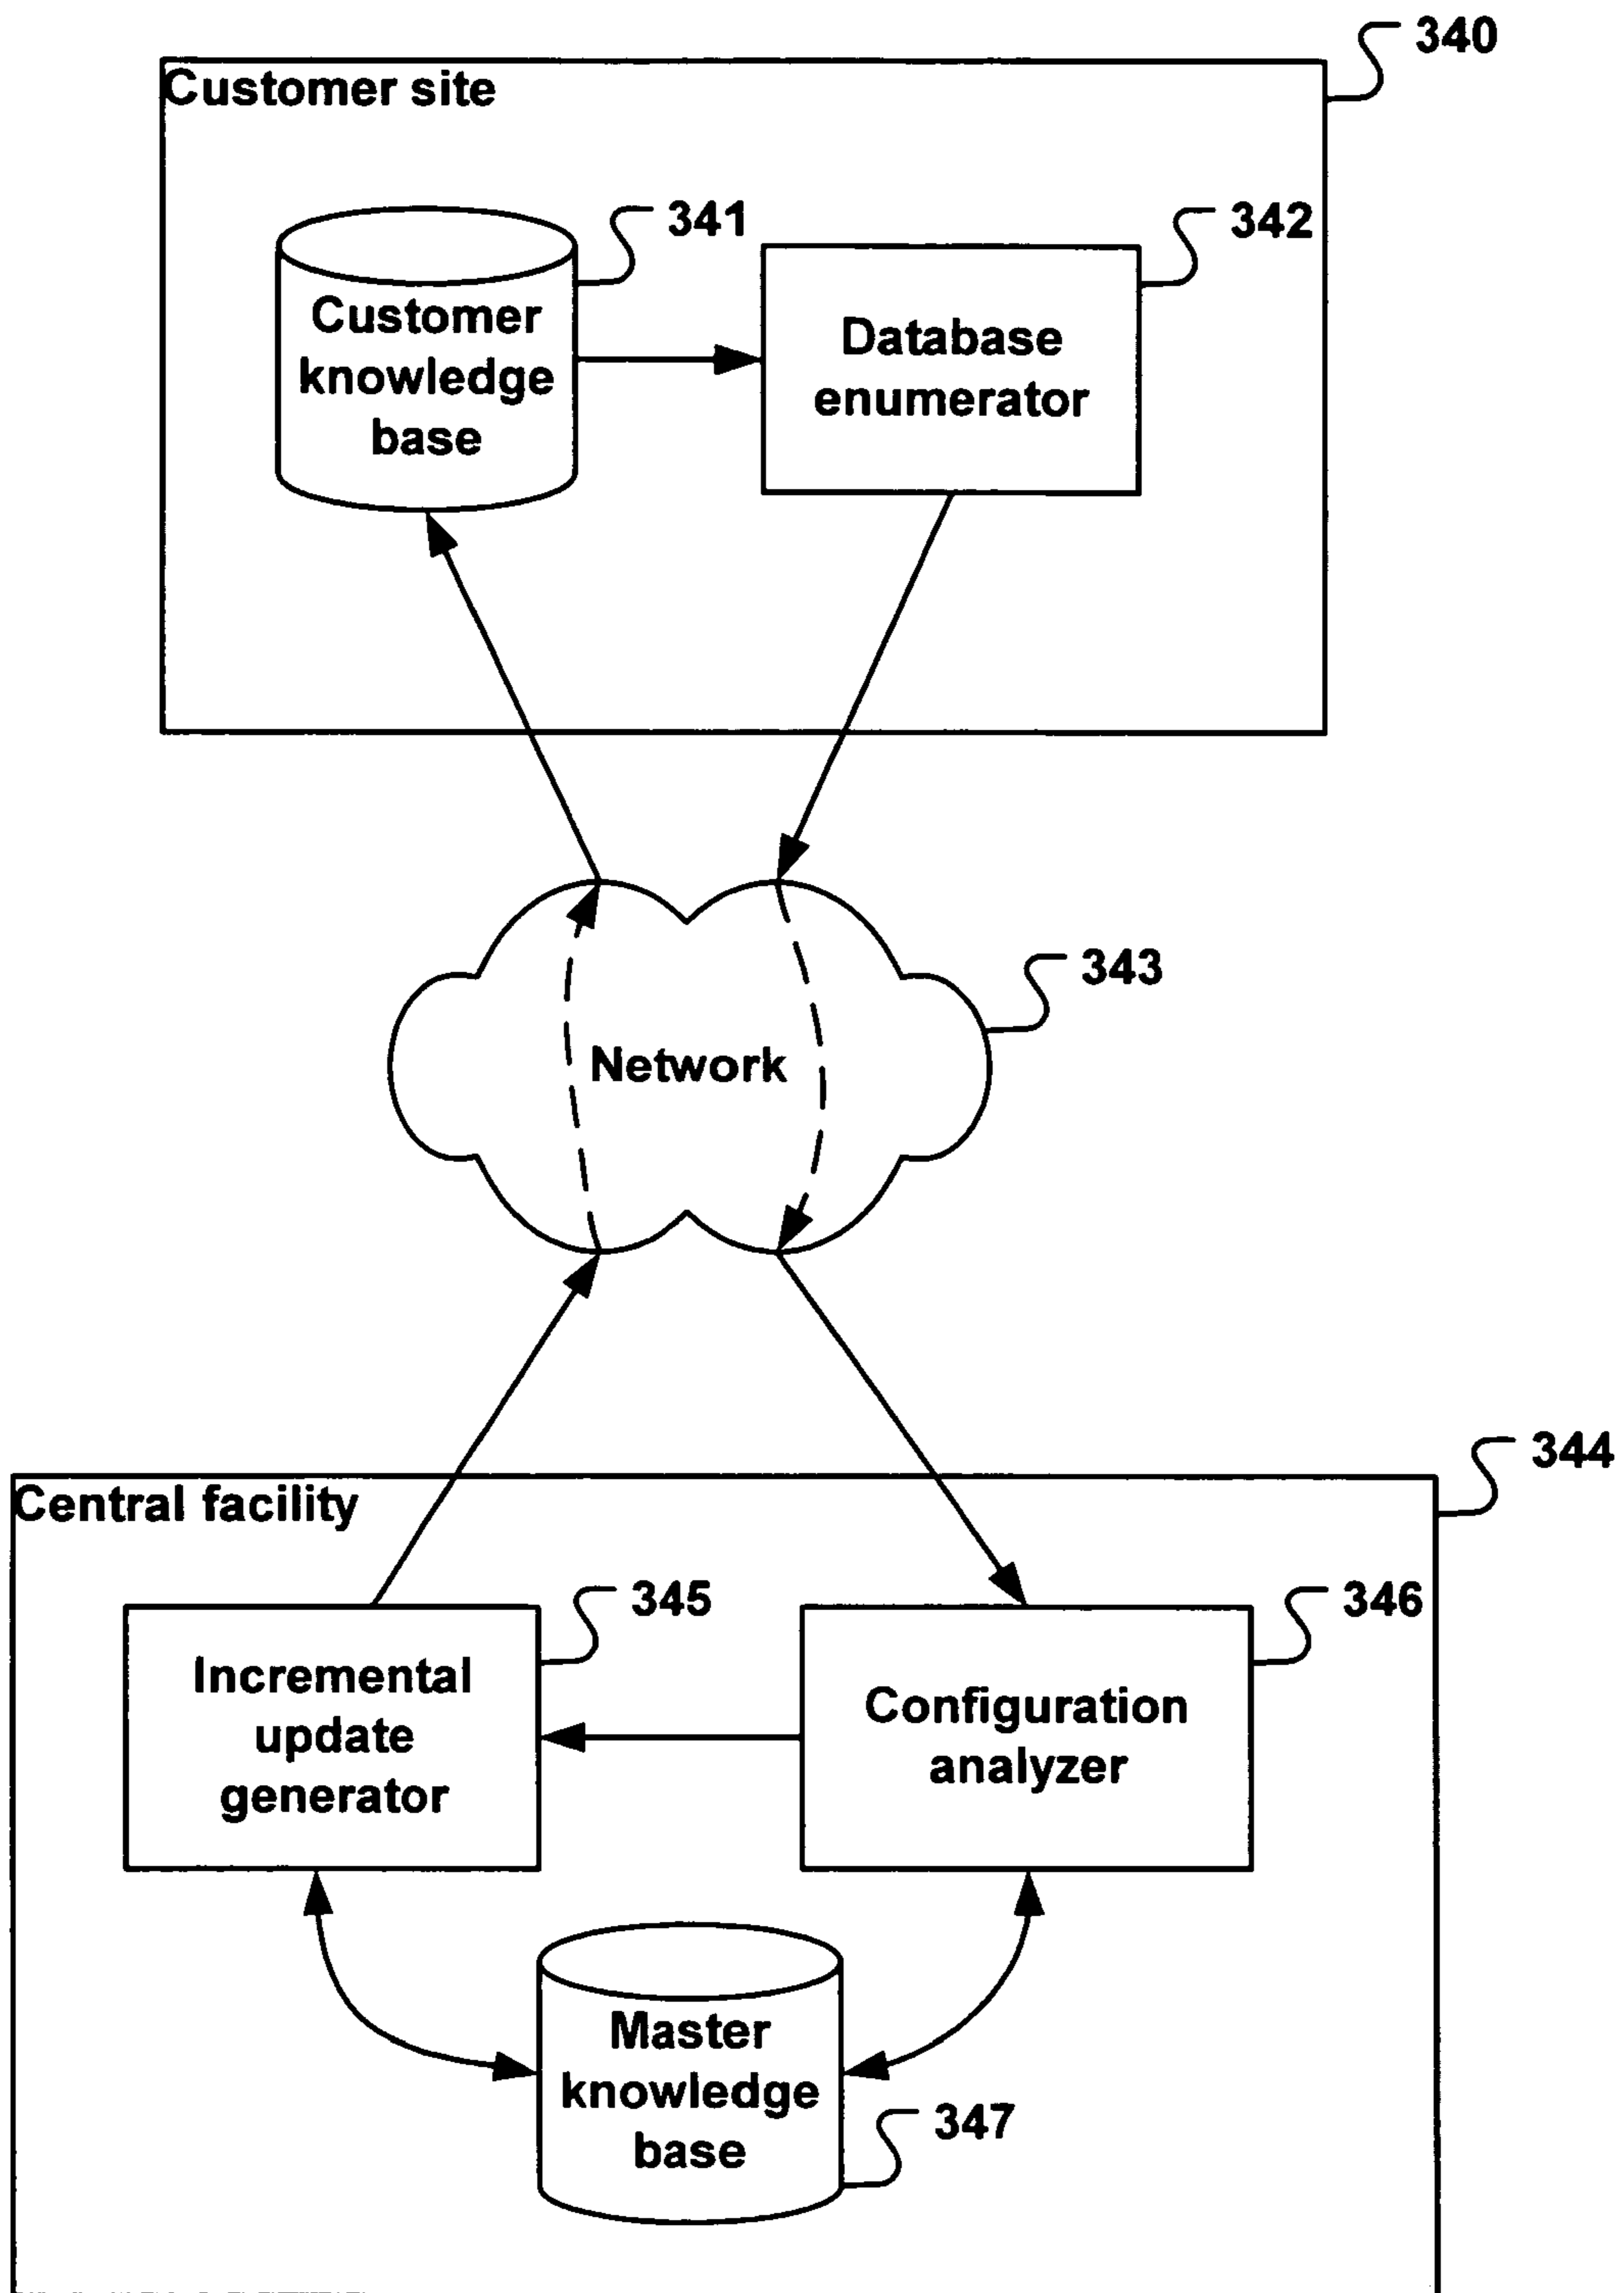 340
Customer site
341
342
Customer
knowledge
base
Database
enumerator
343
Network
344
Central facility
345
346
Incremental
update
generator
Configuration
analyzer
Master
knowledge
base
347